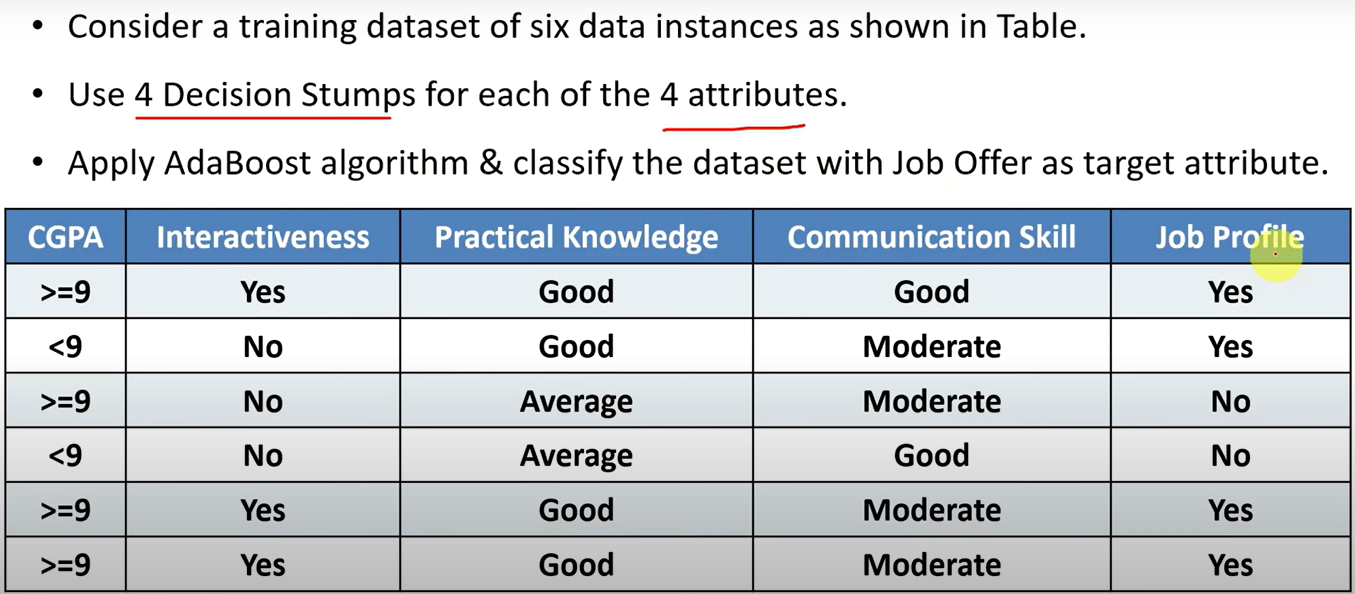 • Consider a training dataset of six data instances as shown in Table.
• Use 4 Decision Stumps for each of the 4 attributes.
• Apply AdaBoost algorithm & classify the dataset with Job Offer as target attribute.
CGPA Interactiveness Practical Knowledge Communication Skill Job Profile
>=9 Yes Good Good Yes
<9 No Good Moderate Yes
>=9 No Average Moderate No
<9 No Average Good No
>=9 Yes Good Moderate Yes
>=9 Yes Good Moderate Yes